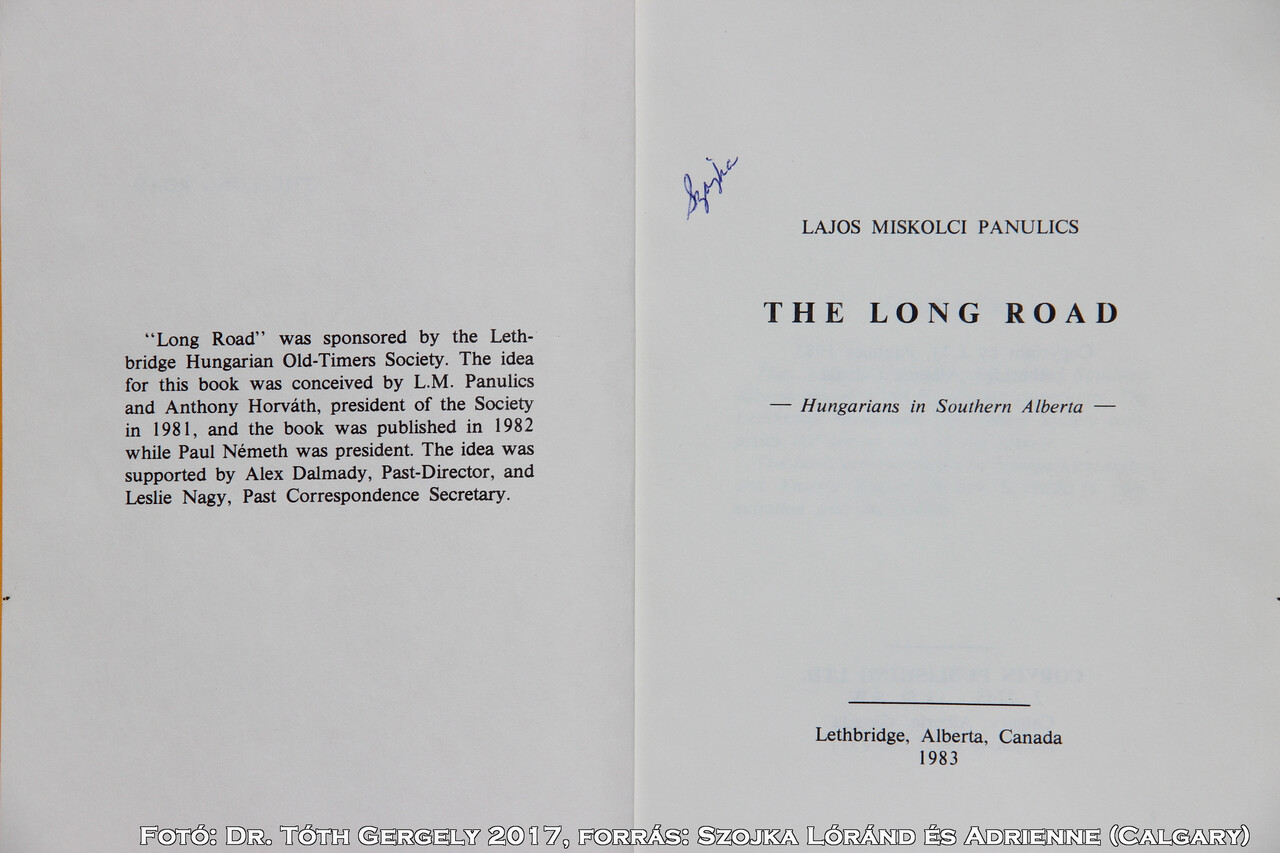 “Long Road” was sponsored by the Leth-
bridge Hungarian Old-Timers Society. The idea
for this book was conceived by L.M. Panulics
and Anthony Horváth, president of the Society
in 1981, and the book was published in 1982
while Paul Németh was president. The idea was
supported by Alex Dalmady, Past-Director, and
Leslie Nagy, Past Correspondence Secretary.
Szojka
LAJOS MISKOLCI PANULICS
THE LONG ROAD
— Hungarians in Southern Alberta —
Lethbridge, Alberta, Canada
1983
Fotó: Dr. Tóth Gergely 2017, forrás: Szojka Lóránd és Adrienne (Calgary)